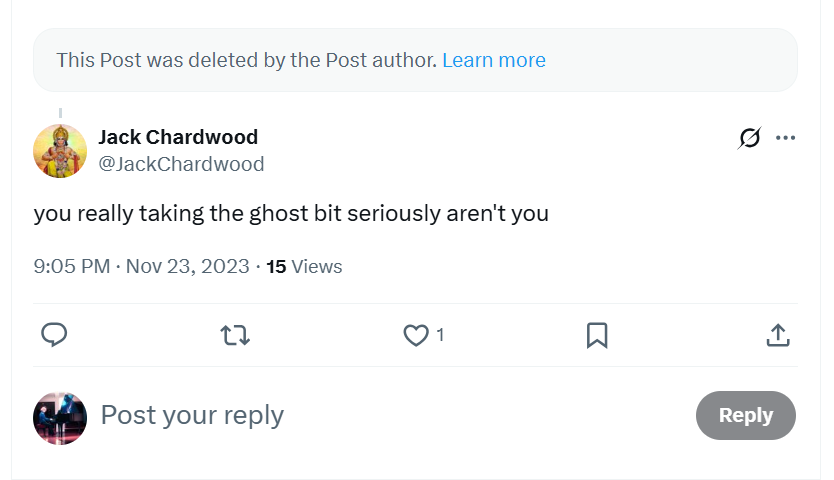 This Post was deleted by the Post author. Learn more
Jack Chardwood
@JackChardwood
you really taking the ghost bit seriously aren't you
9:05 PM · Nov 23, 2023 · 15 Views
1
Post your reply
Reply